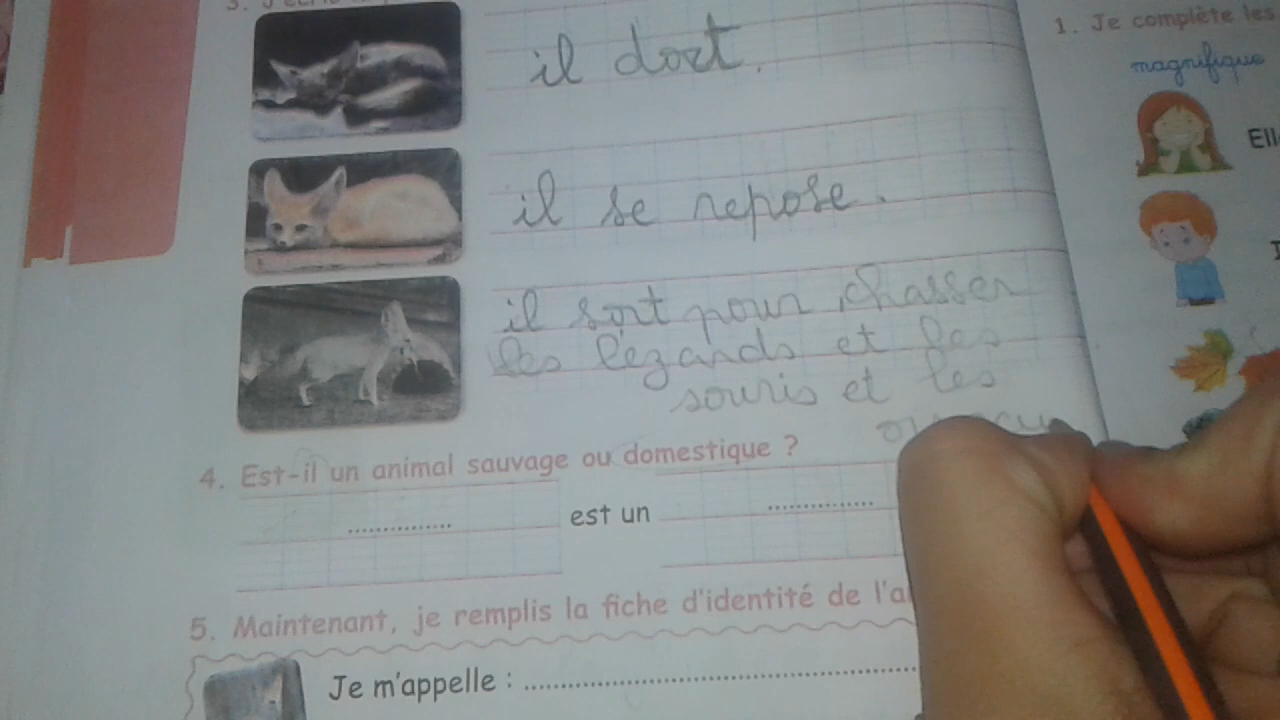 il dort.
il se repose.
il sort pour chasser
les lézards et les
souris et les
4. Est-il un animal sauvage ou domestique ?
............... est un ...............
5. Maintenant, je remplis la fiche d'identité de l'a
Je m'appelle : ..................................................
1. Je complète les
magnifique
Ell